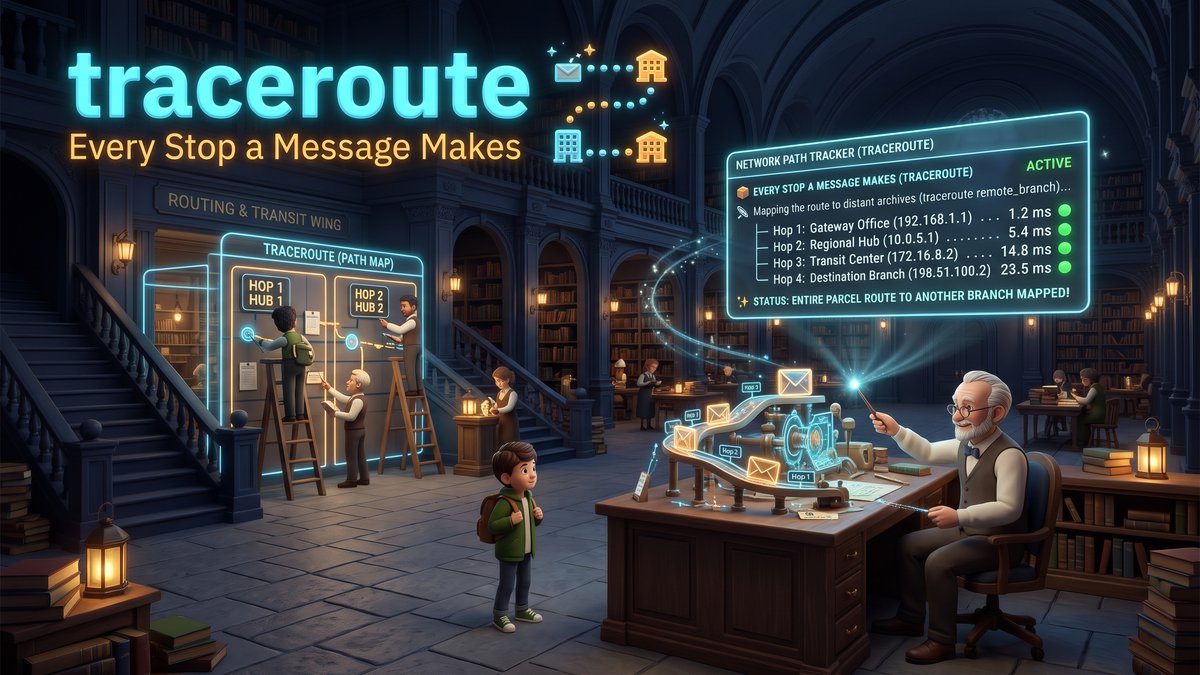 traceroute
Every Stop a Message Makes
ROUTING & TRANSIT WING
TRACEROUTE (PATH MAP)
HOP 1
HUB 1
HOP 2
HUB 2
NETWORK PATH TRACKER (TRACEROUTE)
ACTIVE
EVERY STOP A MESSAGE MAKES (TRACEROUTE)
Mapping the route to distant archives (traceroute remote_branch)...
Hop 1: Gateway Office (192.168.1.1) . . . 1.2 ms
Hop 2: Regional Hub (10.0.5.1) . . . . . . . . 5.4 ms
Hop 3: Transit Center (172.16.8.2) . . . . 14.8 ms
Hop 4: Destination Branch (198.51.100.2) 23.5 ms
STATUS: ENTIRE PARCEL ROUTE TO ANOTHER BRANCH MAPPED!
Hop 2
Hop 1